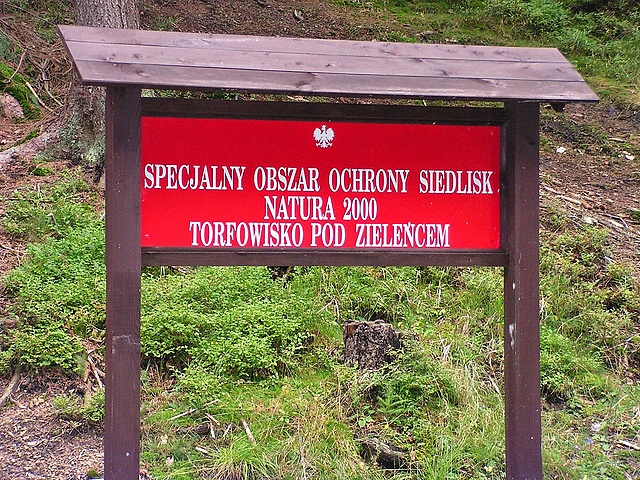 SPECJALNY OBSZAR OCHRONY SIEDLISK
NATURA 2000
TORFOWISKO POD ZIELEŃCEM